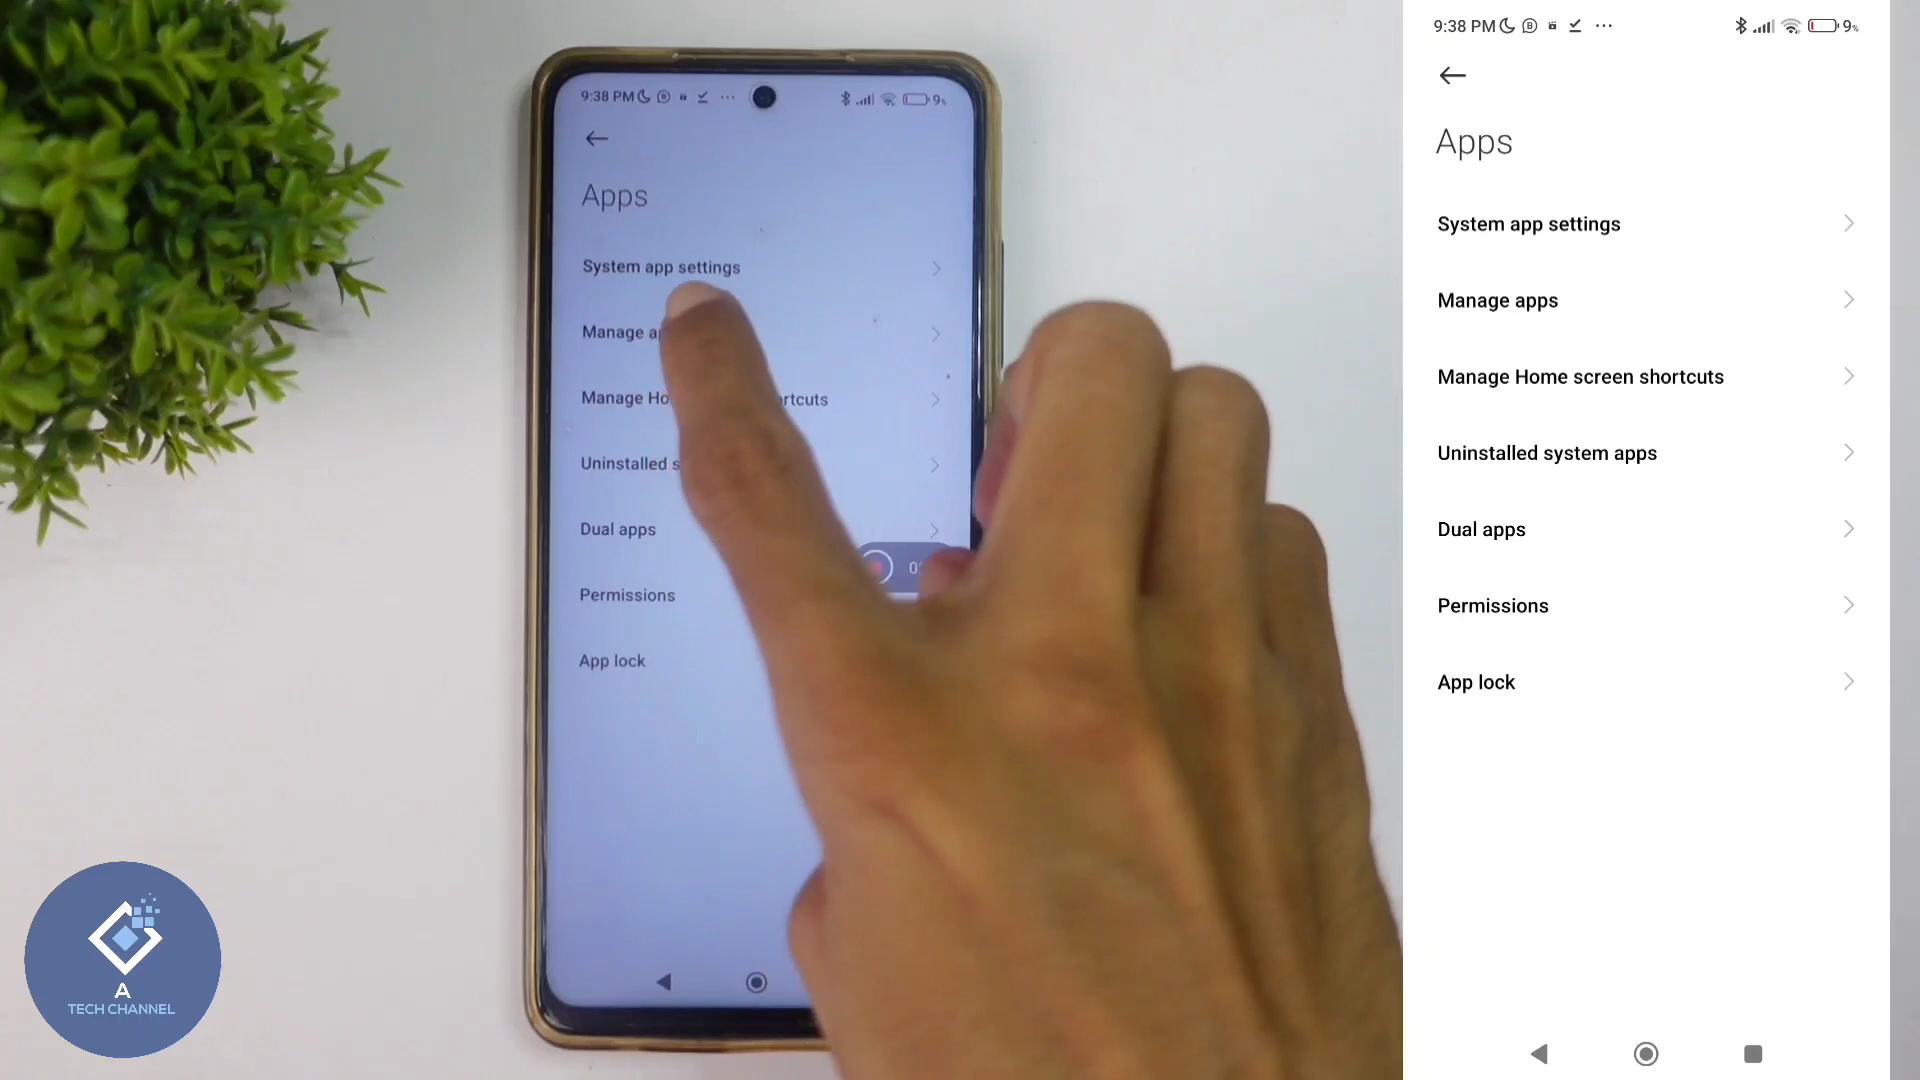 9:38 PM
9%
Apps
System app settings
Manage
Manage
Uninstalled
Dual apps
Permissions
App lock
A
TECH CHANNEL
9:38 PM
9%
Apps
System app settings
Manage apps
Manage Home screen shortcuts
Uninstalled system apps
Dual apps
Permissions
App lock